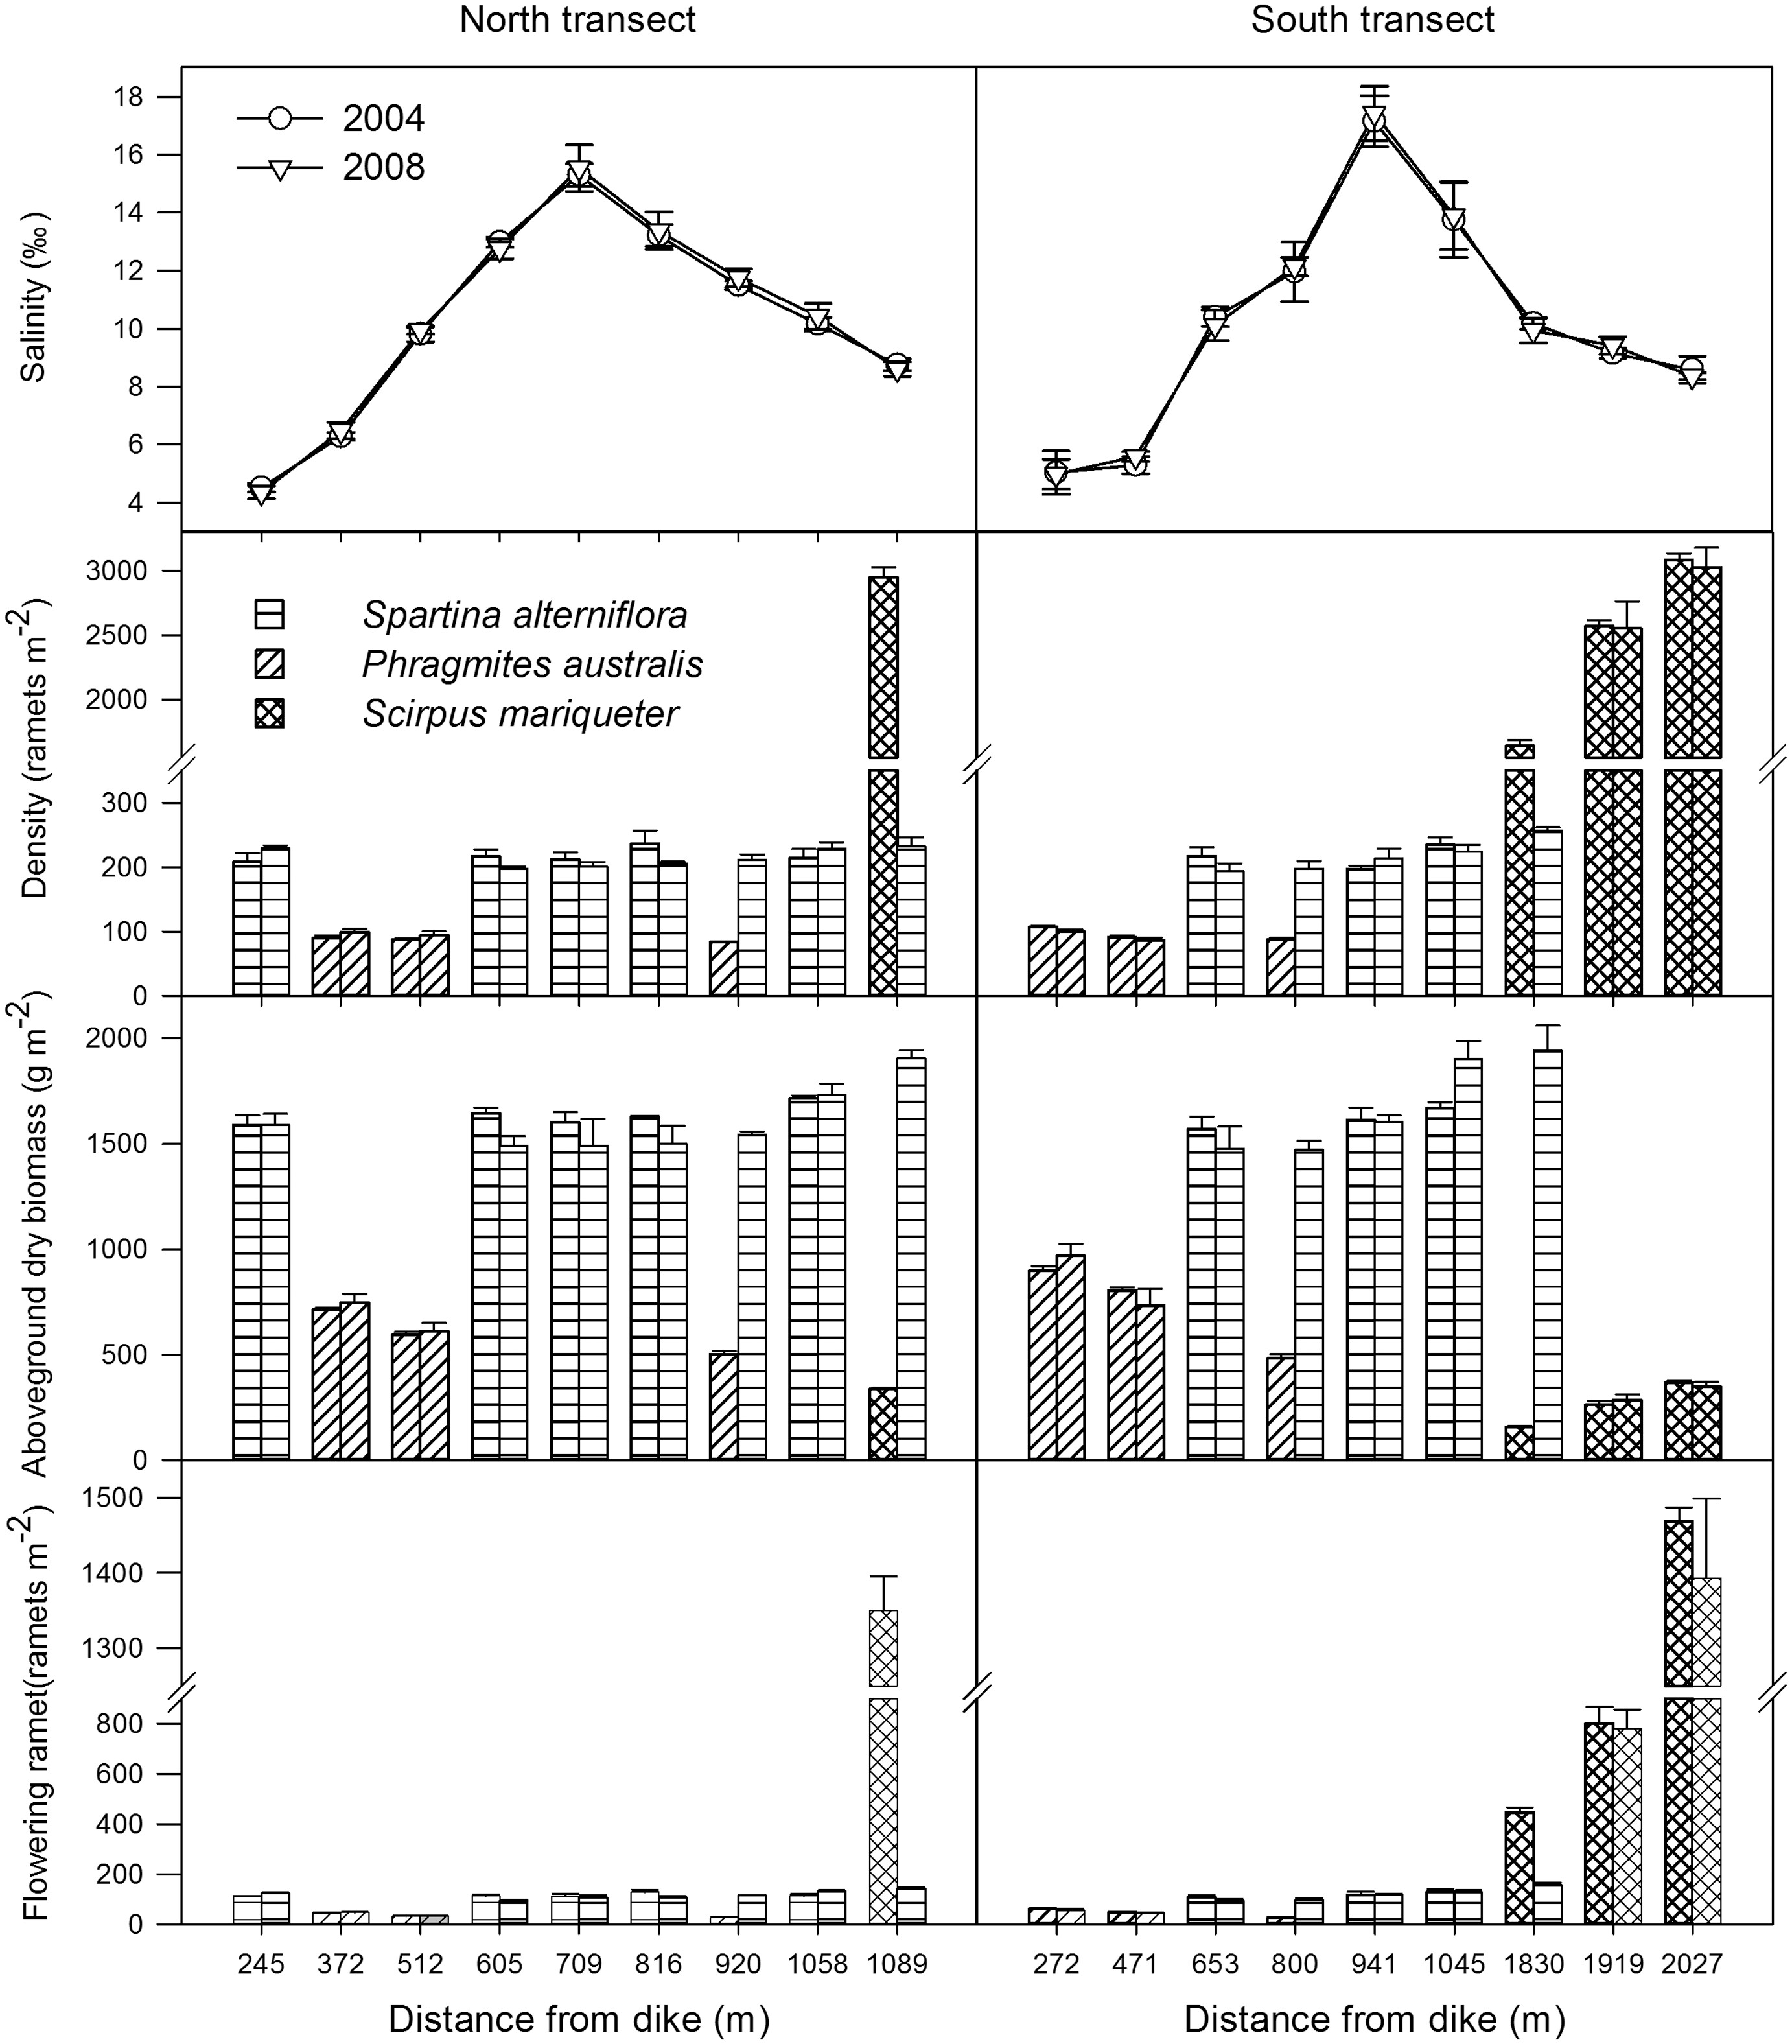 North transect
South transect
Salinity (‰)
18
16
14
12
10
8
6
4
2004
2008
Density (ramets m-2)
3000
2500
2000
300
200
100
0
Spartina alterniflora
Phragmites australis
Scirpus mariqueter
Aboveground dry biomass (g m-2)
2000
1500
1000
500
0
Flowering ramet(ramets m-2)
1500
1400
1300
800
600
400
200
0
245 372 512 605 709 816 920 1058 1089
272 471 653 800 941 1045 1830 1919 2027
Distance from dike (m)
Distance from dike (m)